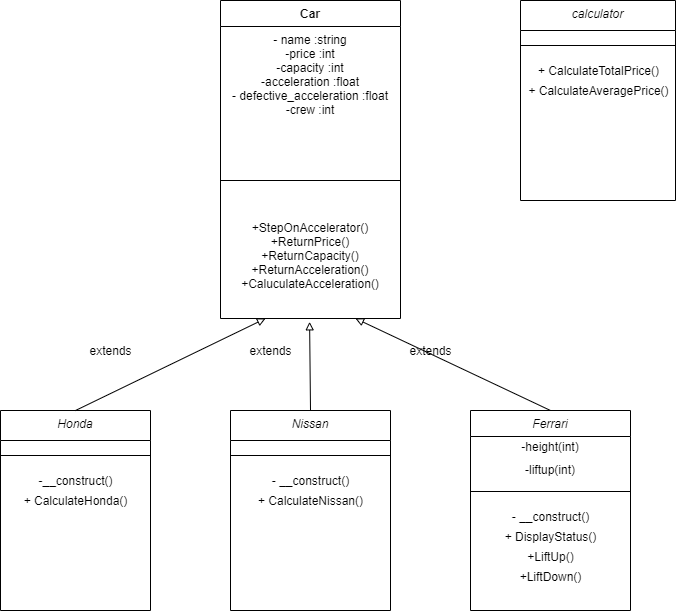 Car
- name :string
-price :int
-capacity :int
-acceleration :float
- defective_acceleration :float
-crew :int
+StepOnAccelerator()
+ReturnPrice()
+ReturnCapacity()
+ReturnAcceleration()
+CaluculateAcceleration()
calculator
+ CalculateTotalPrice()
+ CalculateAveragePrice()
extends
extends
extends
Honda
-__construct()
+ CalculateHonda()
Nissan
- __construct()
+ CalculateNissan()
Ferrari
-height(int)
-liftup(int)
- __construct()
+ DisplayStatus()
+LiftUp()
+LiftDown()